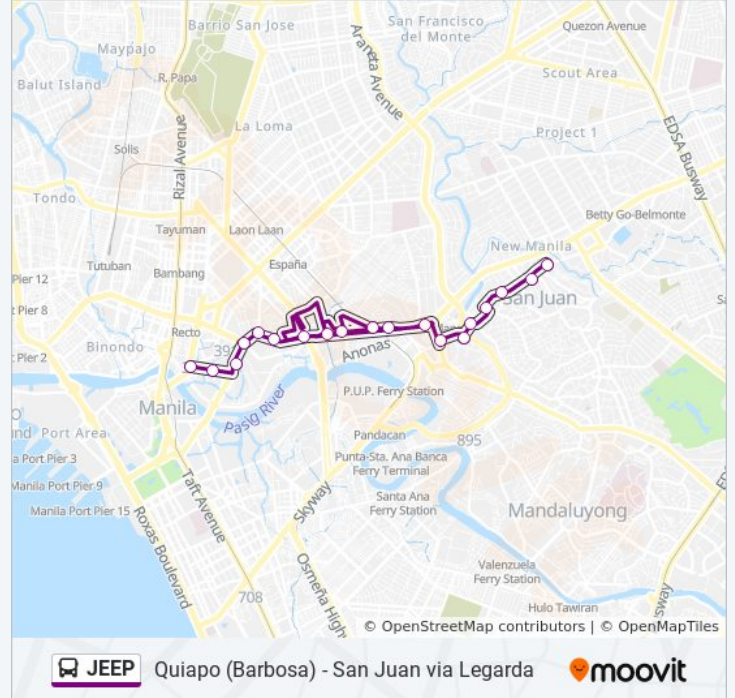 Barrio San Jose
San Francisco
del Monte
Quezon Avenue
Maypajo
Araneta Avenue
R. Papa
Scout Area
Balut Island
La Loma
EDSA Busway
Project 1
Solis
Rizal Avenue
Tondo
Betty Go-Belmonte
Tayuman
Laon Laan
New Manila
Tutuban
España
Bambang
Pier 12
San Juan
Pier 8
Recto
Binondo
39
Anonas
Pier 2
P.U.P. Ferry Station
Manila
Pasig River
Port Area
Pandacan
895
a Port Pier 3
Punta-Sta. Ana Banca
Ferry Terminal
Manila Port Pier 9
Taft Avenue
Skyway
Santa Ana
Ferry Station
Manila Port Pier 15
Mandaluyong
Roxas Boulevard
Osmeña High
Valenzuela
Ferry Station
708
Hulo Tirawan
sway
© OpenStreetMap contributors | © OpenMapTiles
JEEP Quiapo (Barbosa) - San Juan via Legarda
moovit